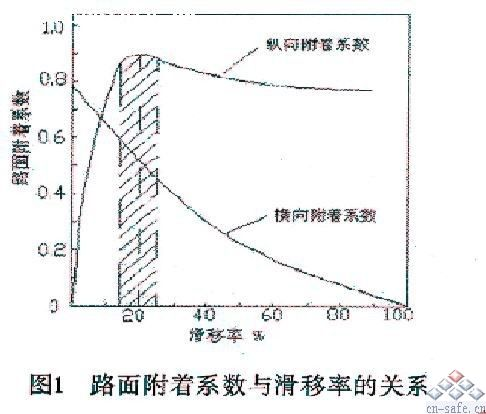 1.0
0.8
0.6
0.4
0.2
0
路面附着系数
纵向附着系数
横向附着系数
20 40 60 80 100
滑移率 %
图1 路面附着系数与滑移率的关系
cn-safe.cn